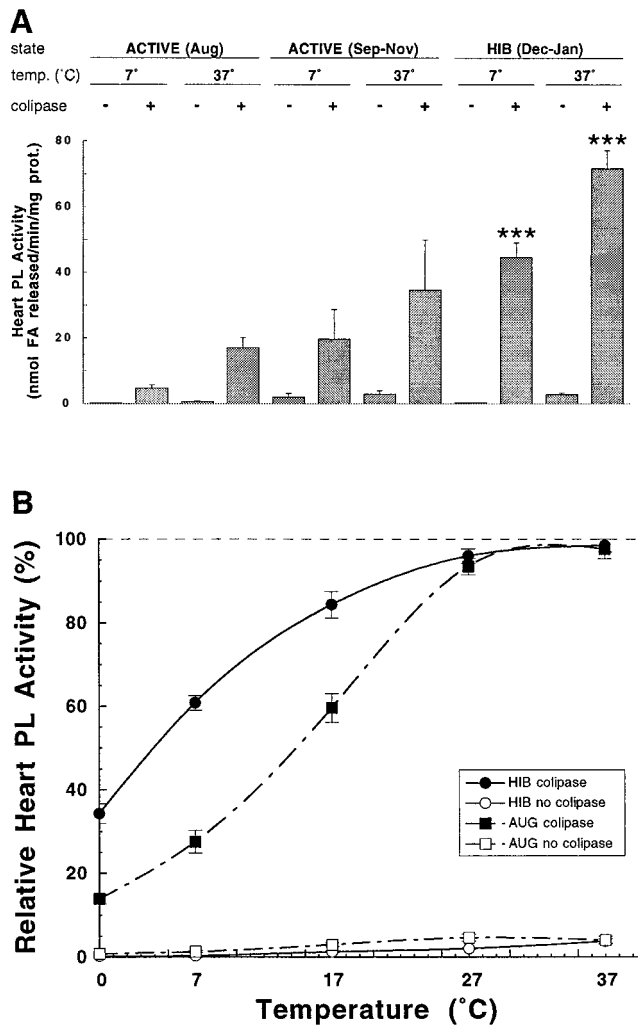 A
state ACTIVE (Aug) ACTIVE (Sep-Nov) HIB (Dec-Jan)
temp. (˚C) 7˚ 37˚ 7˚ 37˚ 7˚ 37˚
colipase - + - + - + - + - + - +
Heart PL Activity
(nmol FA released/min/mg prot.)
80
60
40
20
0
***
***
B
Relative Heart PL Activity (%)
100
80
60
40
20
0
HIB colipase
HIB no colipase
AUG colipase
AUG no colipase
0 7 17 27 37
Temperature (˚C)